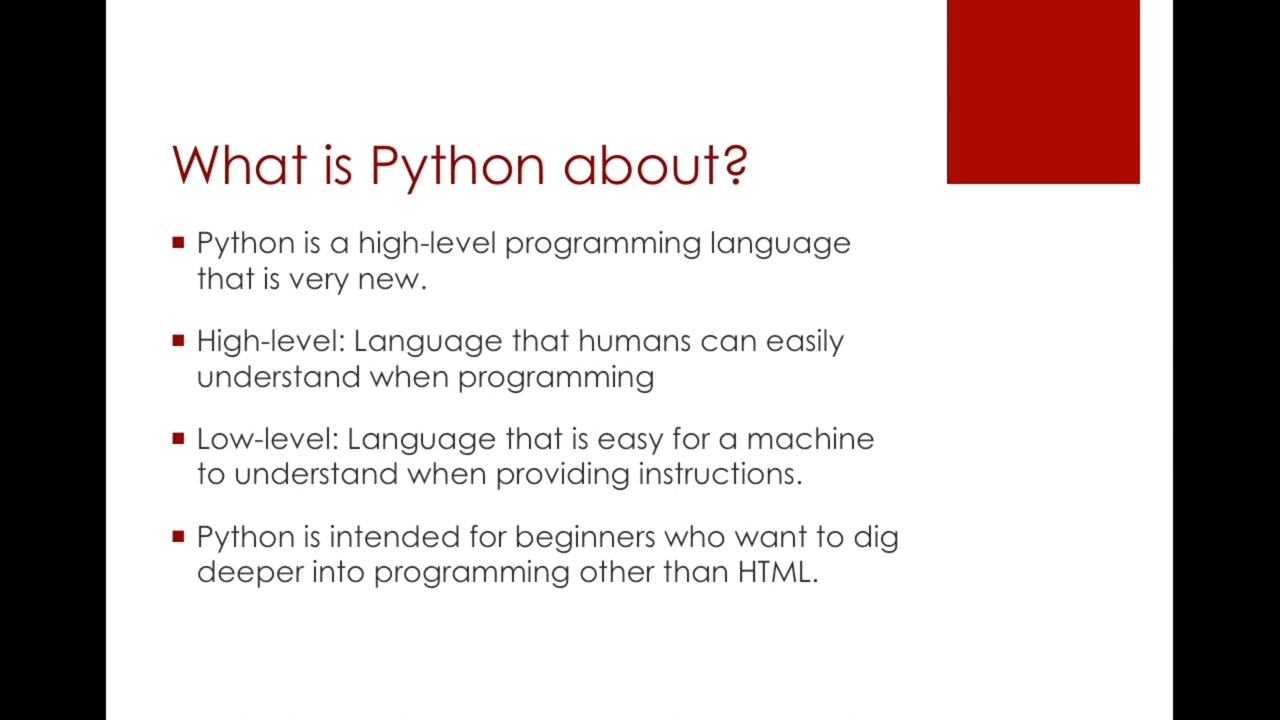 What is Python about?
Python is a high-level programming language
that is very new.
High-level: Language that humans can easily
understand when programming
Low-level: Language that is easy for a machine
to understand when providing instructions.
Python is intended for beginners who want to dig
deeper into programming other than HTML.